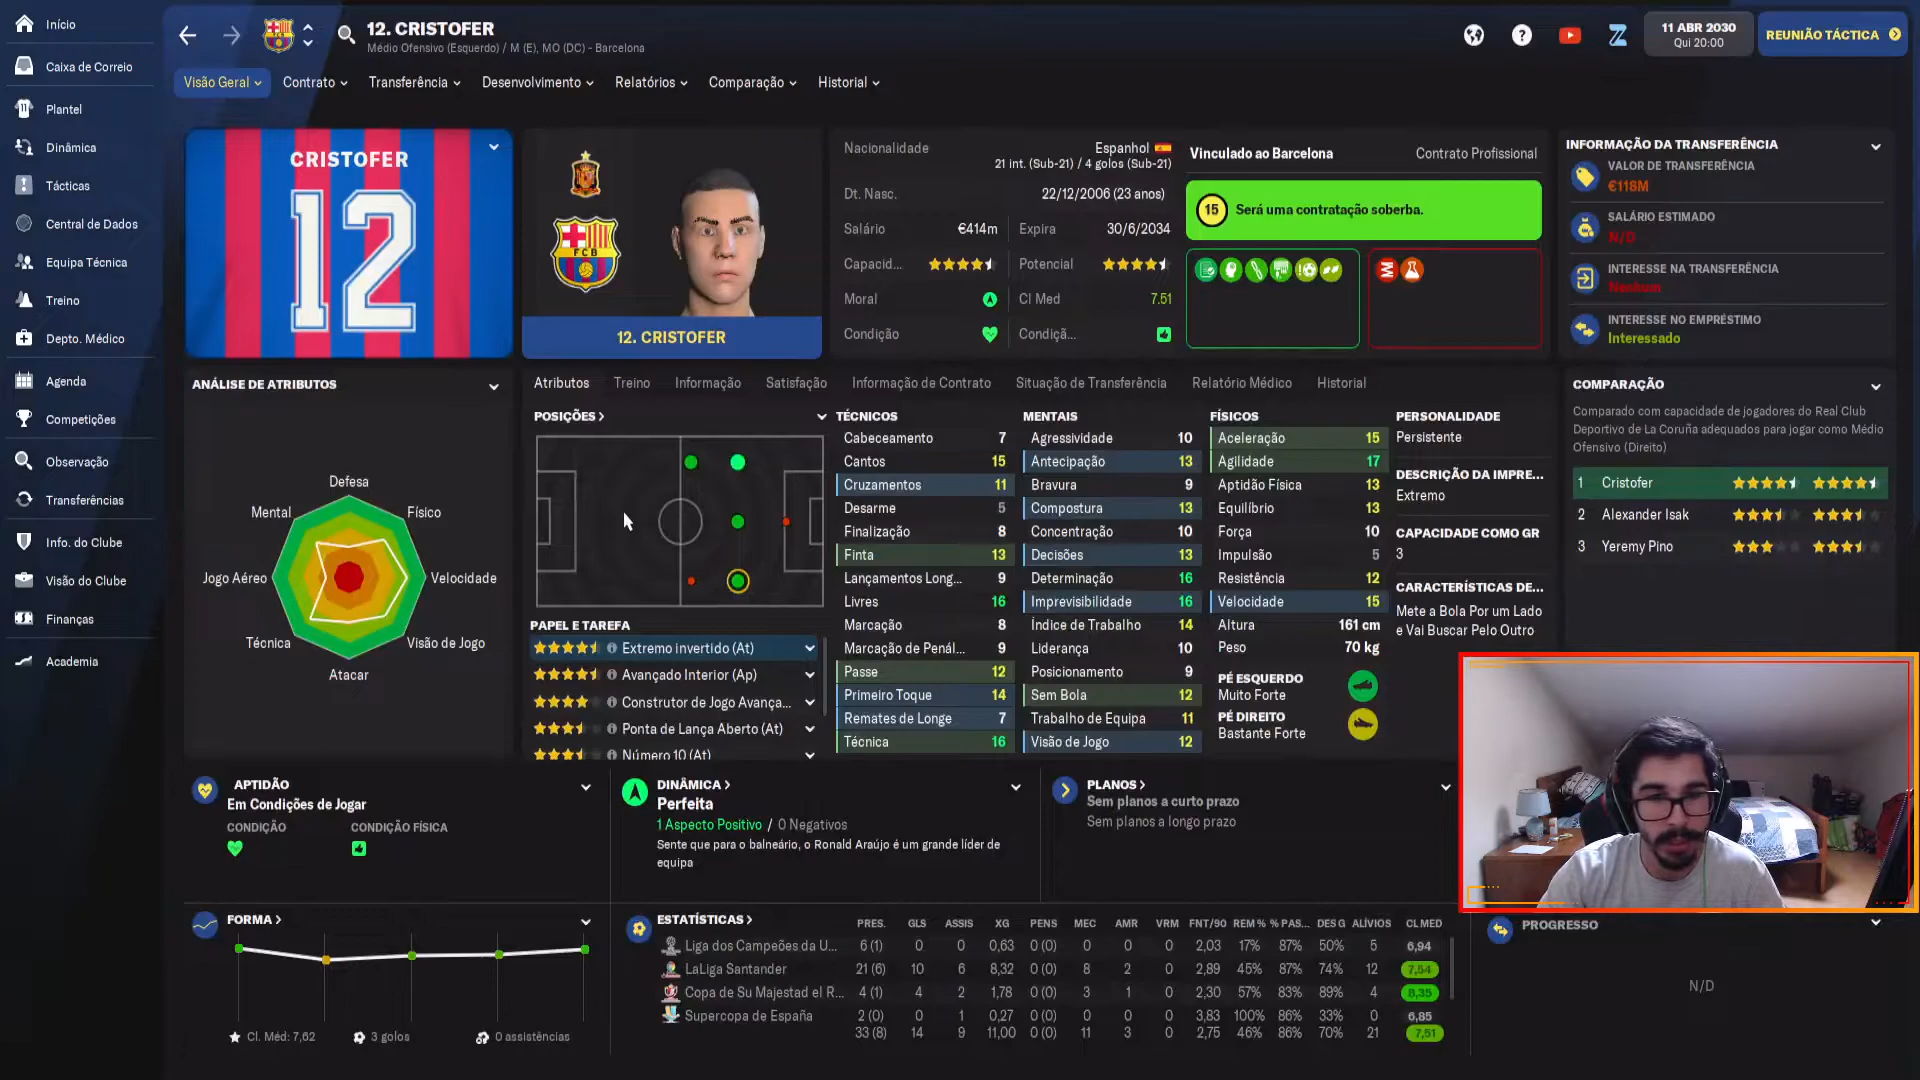 Início
Caixa de Correio
Plantel
Dinâmica
Tácticas
Central de Dados
Equipa Técnica
Treino
Depto. Médico
Agenda
Competições
Observação
Transferências
Info. do Clube
Visão do Clube
Finanças
Academia
12. CRISTOFER
Médio Ofensivo (Esquerdo) / M (E), MO (DC) - Barcelona
11 ABR 2030
Qui 20:00
REUNIÃO TÁCTICA
Visão Geral
Contrato
Transferência
Desenvolvimento
Relatórios
Comparação
Historial
CRISTOFER
12
FCB
12. CRISTOFER
Nacionalidade Espanhol
21 int. (Sub-21) / 4 golos (Sub-21)
Dt. Nasc. 22/12/2006 (23 anos)
Salário €414m Expira 30/6/2034
Capacid... Potencial
Moral Cl Med 7.51
Condição Condiçã...
Vinculado ao Barcelona Contrato Profissional
15 Será uma contratação soberba.
INFORMAÇÃO DA TRANSFERÊNCIA
VALOR DE TRANSFERÊNCIA
€118M
SALÁRIO ESTIMADO
N/D
INTERESSE NA TRANSFERÊNCIA
Nenhum
INTERESSE NO EMPRÉSTIMO
Interessado
ANÁLISE DE ATRIBUTOS
Defesa
Mental Físico
Jogo Aéreo Velocidade
Técnica Visão de Jogo
Atacar
Atributos Treino Informação Satisfação Informação de Contrato Situação de Transferência Relatório Médico Historial
POSIÇÕES >
PAPEL E TAREFA
Extremo invertido (At)
Avançado Interior (Ap)
Construtor de Jogo Avança...
Ponta de Lança Aberto (At)
Número 10 (At)
TÉCNICOS
Cabeceamento 7
Cantos 15
Cruzamentos 11
Desarme 5
Finalização 8
Finta 13
Lançamentos Long... 9
Livres 16
Marcação 8
Marcação de Penál... 9
Passe 12
Primeiro Toque 14
Remates de Longe 7
Técnica 16
MENTAIS
Agressividade 10
Antecipação 13
Bravura 9
Compostura 13
Concentração 10
Decisões 13
Determinação 16
Imprevisibilidade 16
Índice de Trabalho 14
Liderança 10
Posicionamento 9
Sem Bola 12
Trabalho de Equipa 11
Visão de Jogo 12
FÍSICOS
Aceleração 15
Agilidade 17
Aptidão Física 13
Equilíbrio 13
Força 10
Impulsão 5
Resistência 12
Velocidade 15
Altura 161 cm
Peso 70 kg
PÉ ESQUERDO
Muito Forte
PÉ DIREITO
Bastante Forte
PERSONALIDADE
Persistente
DESCRIÇÃO DA IMPRE...
Extremo
CAPACIDADE COMO GR
3
CARACTERÍSTICAS DE...
Mete a Bola Por um Lado
e Vai Buscar Pelo Outro
COMPARAÇÃO
Comparado com capacidade de jogadores do Real Club
Deportivo de La Coruña adequados para jogar como Médio
Ofensivo (Direito)
1 Cristofer
2 Alexander Isak
3 Yeremy Pino
APTIDÃO
Em Condições de Jogar
CONDIÇÃO CONDIÇÃO FÍSICA
DINÂMICA >
Perfeita
1 Aspecto Positivo / 0 Negativos
Sente que para o balneário, o Ronald Araújo é um grande líder de
equipa
PLANOS >
Sem planos a curto prazo
Sem planos a longo prazo
FORMA >
Cl. Méd: 7,62 3 golos 0 assistências
ESTATÍSTICAS > PRES. GLS ASSIS XG PENS MEC AMR VRM FNT/90 REM % % PAS... DES G ALÍVIOS CL MED
Liga dos Campeões da U... 6 (1) 0 0 0,63 0 (0) 0 0 0 2,03 17% 87% 50% 5 6,94
LaLiga Santander 21 (6) 10 6 8,32 0 (0) 8 2 0 2,89 45% 87% 74% 12 7,54
Copa de Su Majestad el R... 4 (1) 4 2 1,78 0 (0) 3 1 0 2,30 57% 83% 89% 4 8,35
Supercopa de España 2 (0) 0 1 0,27 0 (0) 0 0 0 3,83 100% 86% 33% 0 6,85
33 (8) 14 9 11,00 0 (0) 11 3 0 2,75 46% 86% 70% 21 7,51
PROGRESSO
N/D